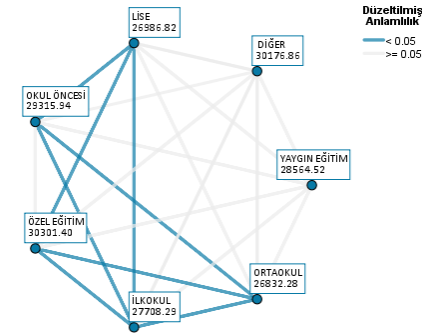 Düzeltilmiş
Anlamlılık
< 0.05
>= 0.05
LİSE
26986.82
DİĞER
30176.86
OKUL ÖNCESİ
29315.94
YAYGIN EĞİTİM
28564.52
ÖZEL EĞİTİM
30301.40
ORTAOKUL
26832.28
İLKOKUL
27708.29